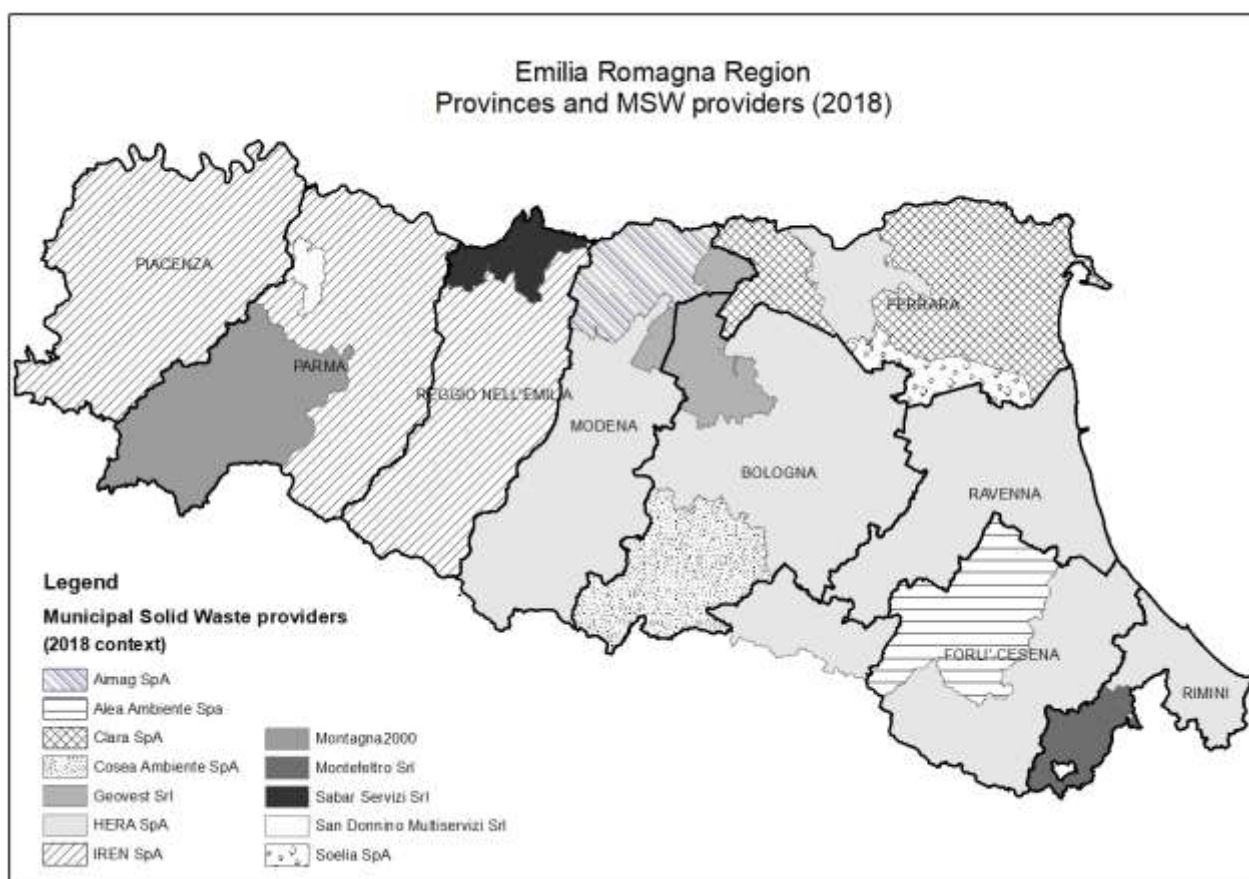 Emilia Romagna Region
Provinces and MSW providers (2018)
PIACENZA
PARMA
REGGIO NELL'EMILIA
MODENA
BOLOGNA
FERRARA
RAVENNA
FORLI'-CESENA
RIMINI
Legend
Municipal Solid Waste providers
(2018 context)
Aimag SpA
Alea Ambiente Spa
Clara SpA
Cosea Ambiente SpA
Geovest Srl
HERA SpA
IREN SpA
Montagna2000
Montefeltro Srl
Sabar Servizi Srl
San Donnino Multiservizi Srl
Soelia SpA